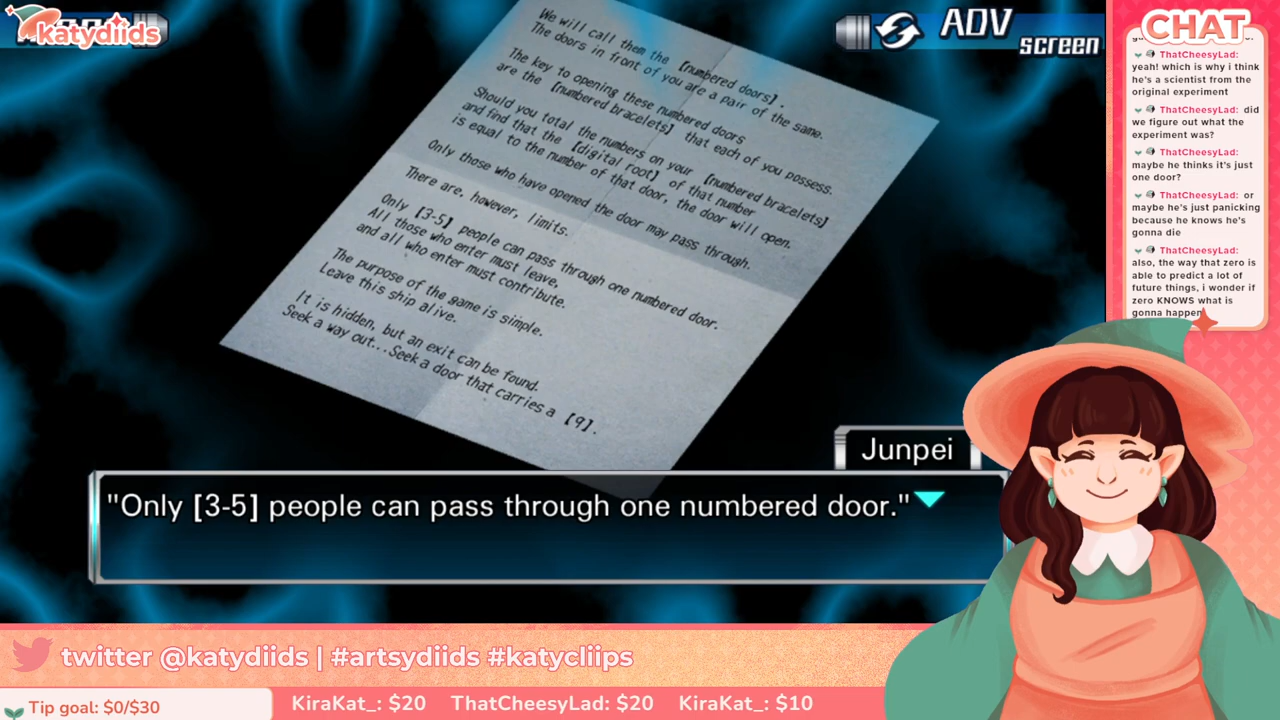 katydiids
ADV
screen
CHAT
ThatCheesyLad:
yeah! which is why i think
he's a scientist from the
original experiment
ThatCheesyLad: did
we figure out what the
experiment was?
ThatCheesyLad:
maybe he thinks it's just
one door?
ThatCheesyLad: or
maybe he's just panicking
because he knows he's
gonna die
ThatCheesyLad:
also, the way that zero is
able to predict a lot of
future things, i wonder if
zero KNOWS what is
gonna happen
We will call them the [numbered doors].
The doors in front of you are a pair of the same.
The key to opening these numbered doors
are the [numbered bracelets] that each of you possess.
Should you total the numbers on your [numbered bracelets]
and find that the [digital root] of that number
is equal to the number of that door, the door will open.
Only those who have opened the door may pass through.
There are, however, limits.
Only [3-5] people can pass through one numbered door.
All those who enter must leave,
and all who enter must contribute.
The purpose of the game is simple.
Leave this ship alive.
It is hidden, but an exit can be found.
Seek a way out...Seek a door that carries a [9].
Junpei
"Only [3-5] people can pass through one numbered door."
twitter @katydiids | #artsydiids #katycliips
Tip goal: $0/$30
KiraKat_: $20 ThatCheesyLad: $20 KiraKat_: $10